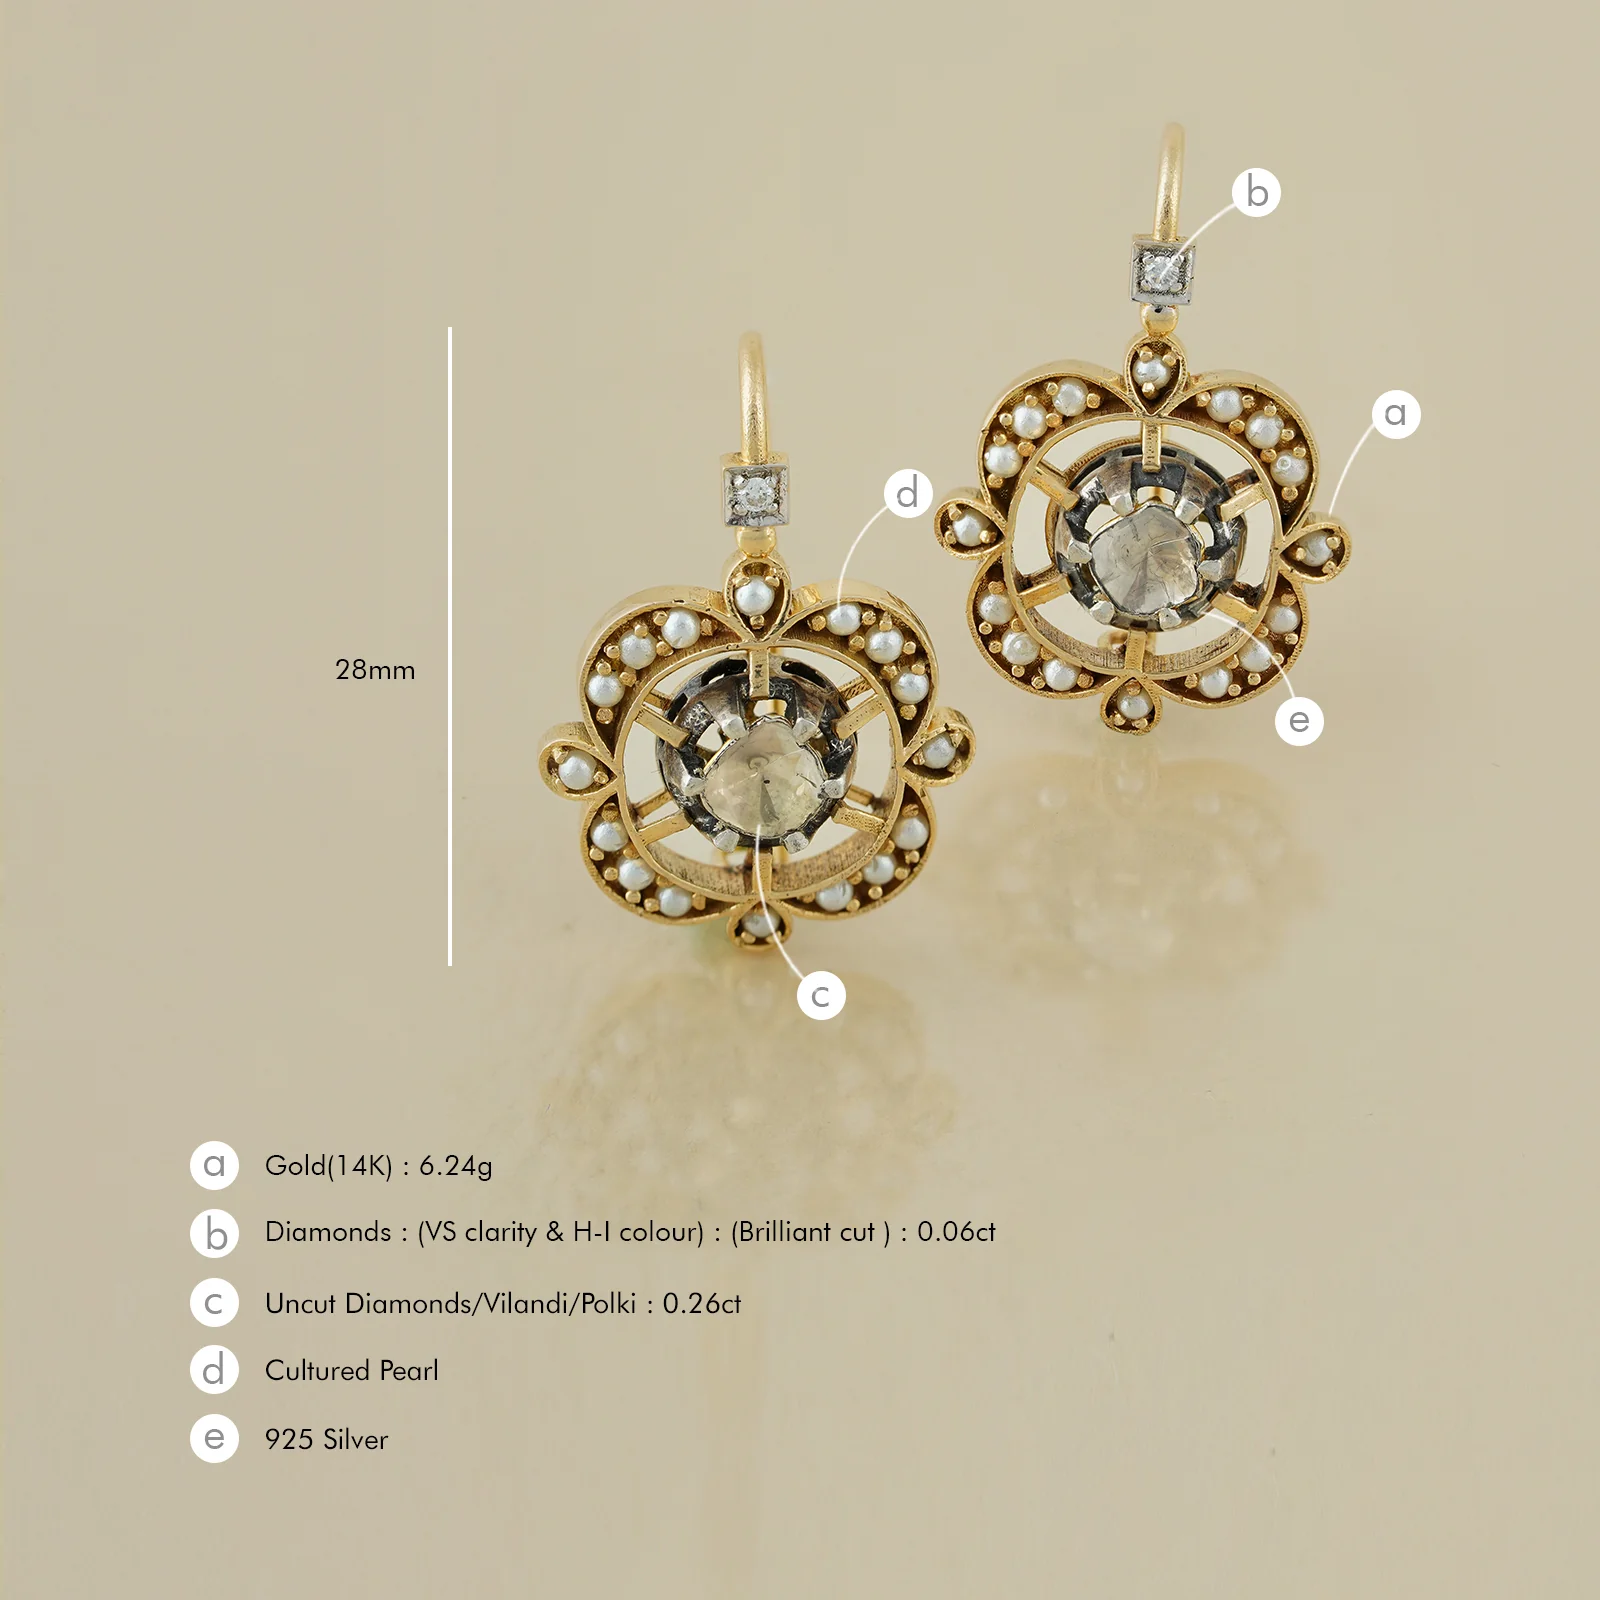 b
a
d
28mm
e
c
a Gold(14K) : 6.24g
b Diamonds : (VS clarity & H-I colour) : (Brilliant cut ) : 0.06ct
c Uncut Diamonds/Vilandi/Polki : 0.26ct
d Cultured Pearl
e 925 Silver